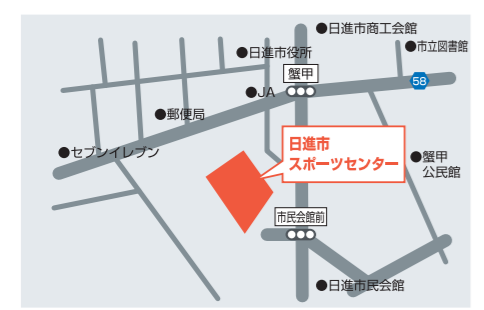 ●日進市商工会館
●市立図書館
●日進市役所
蟹甲
58
●JA
●郵便局
日進市
スポーツセンター
●セブンイレブン
●蟹甲
公民館
市民会館前
●日進市民会館